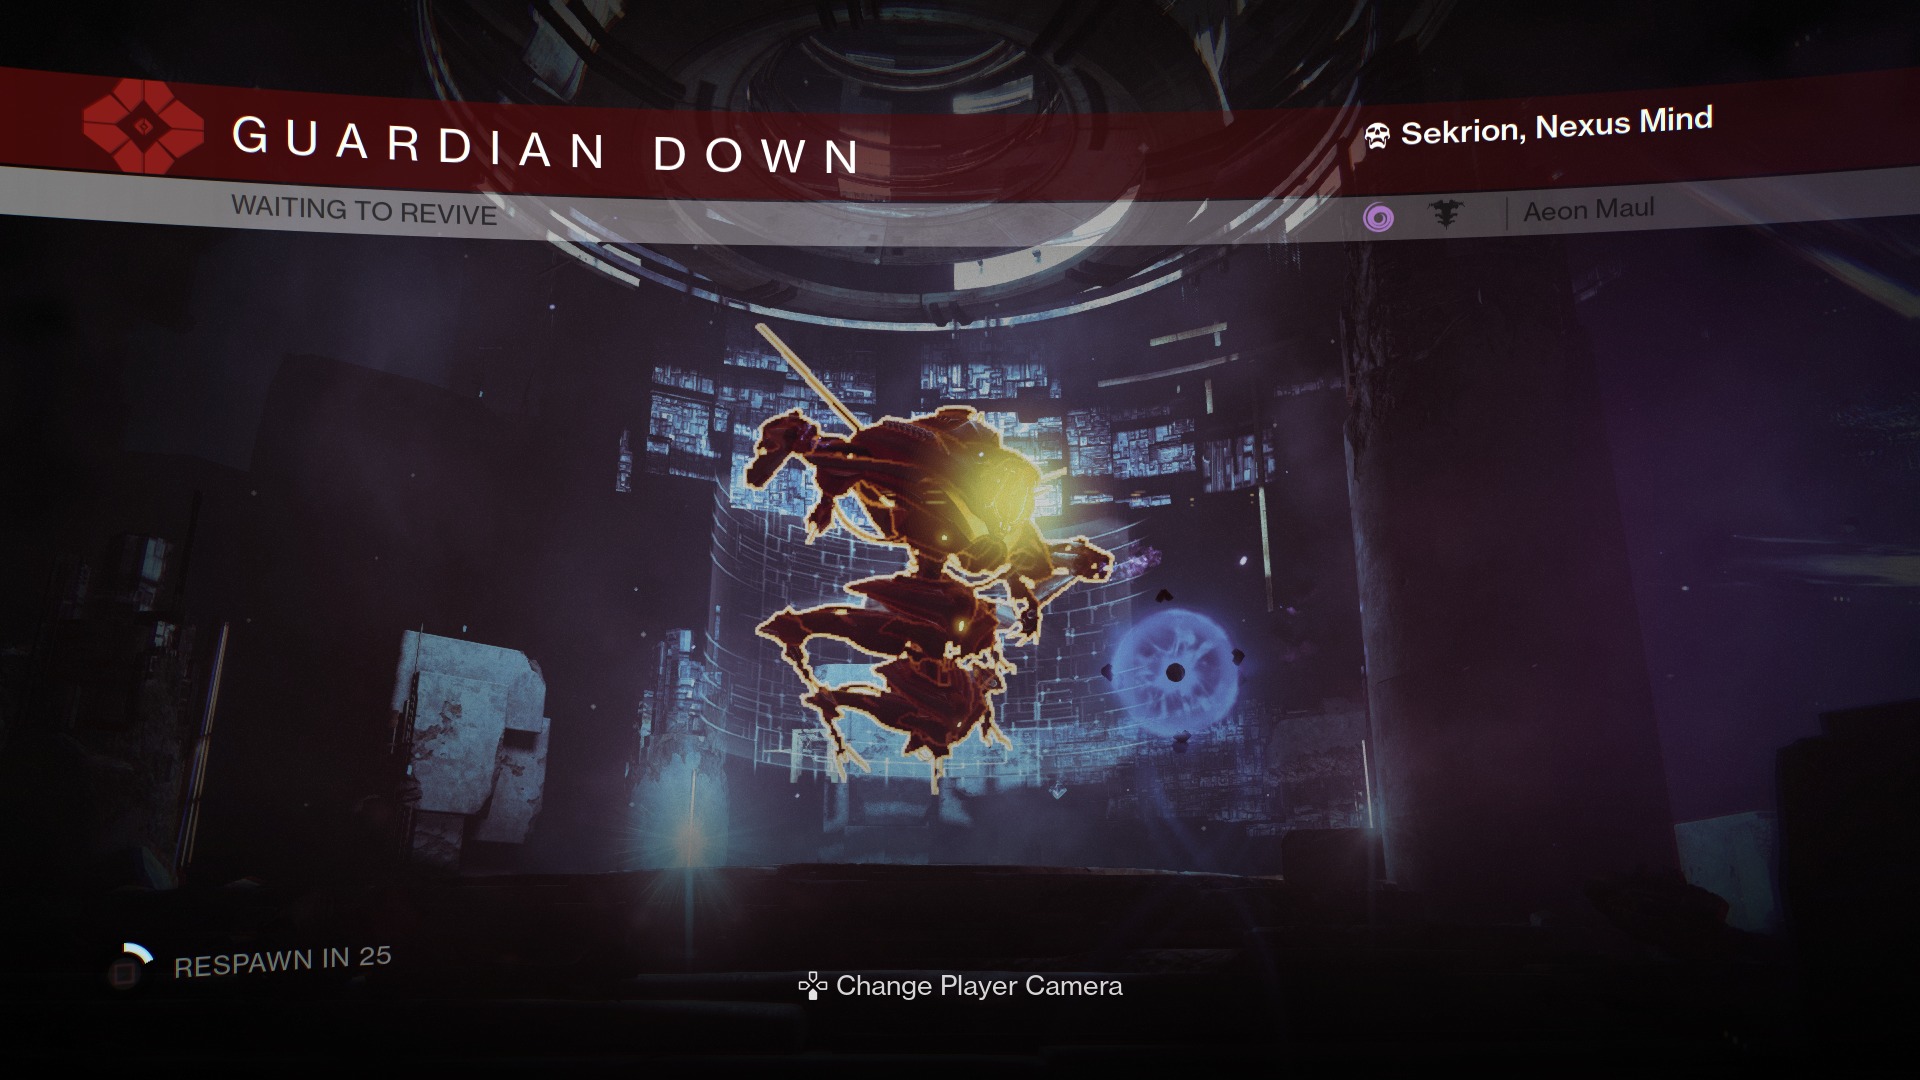 GUARDIAN DOWN
Sekrion, Nexus Mind
WAITING TO REVIVE
Aeon Maul
RESPAWN IN 25
Change Player Camera